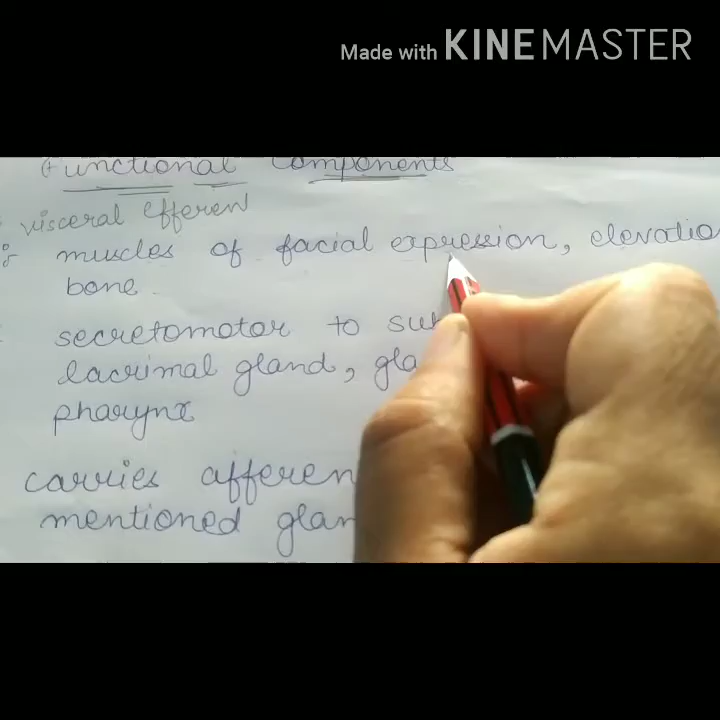 Made with KINEMASTER
Functional Components
visceral efferent
muscles of facial expression, elevatio
bone
secretomotor to sub
lacrimal gland, gla
pharynx
carries afferen
mentioned glan